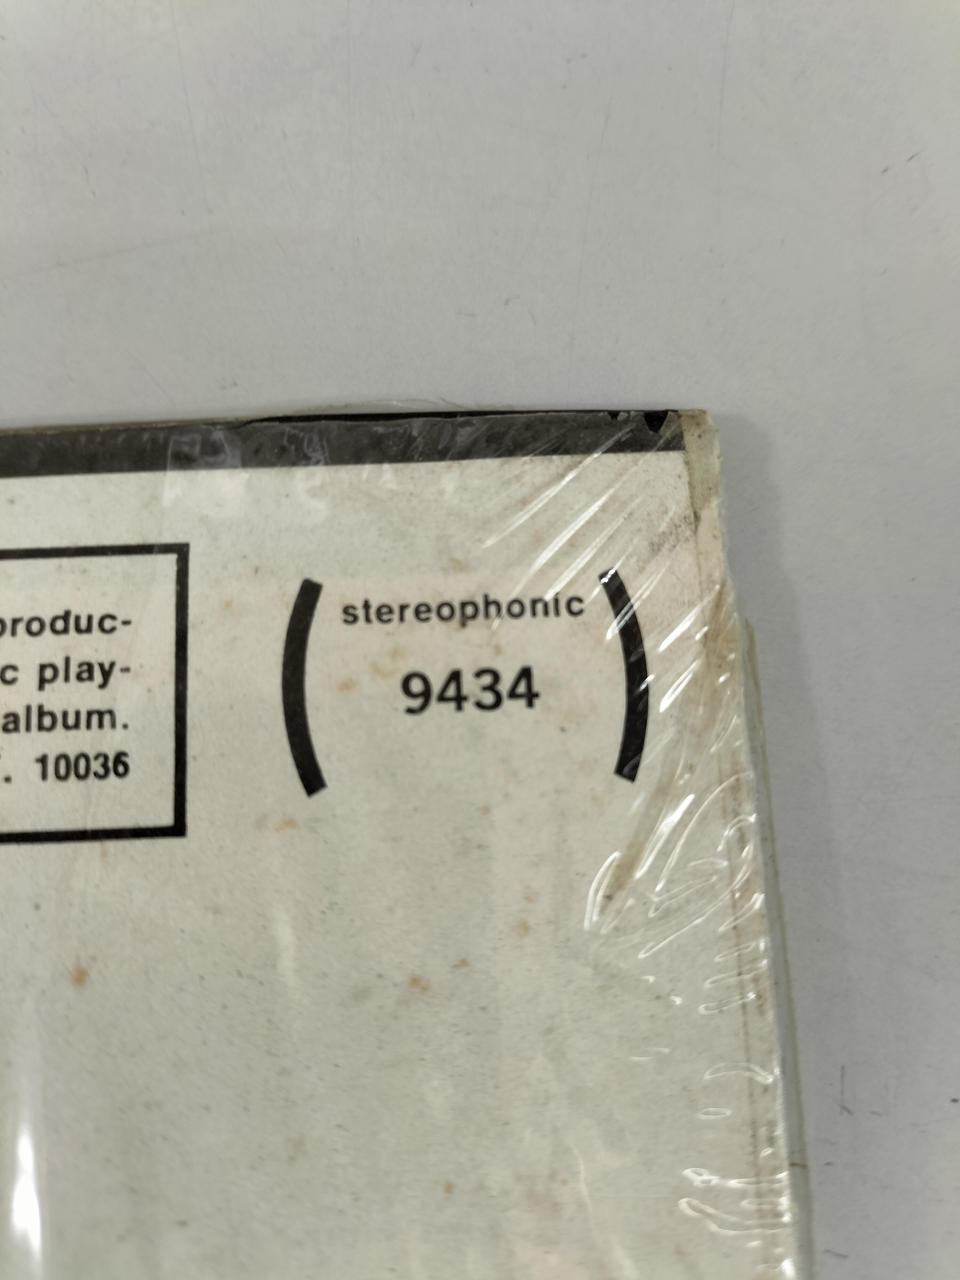 produc-
c play-
album.
. 10036
stereophonic
9434